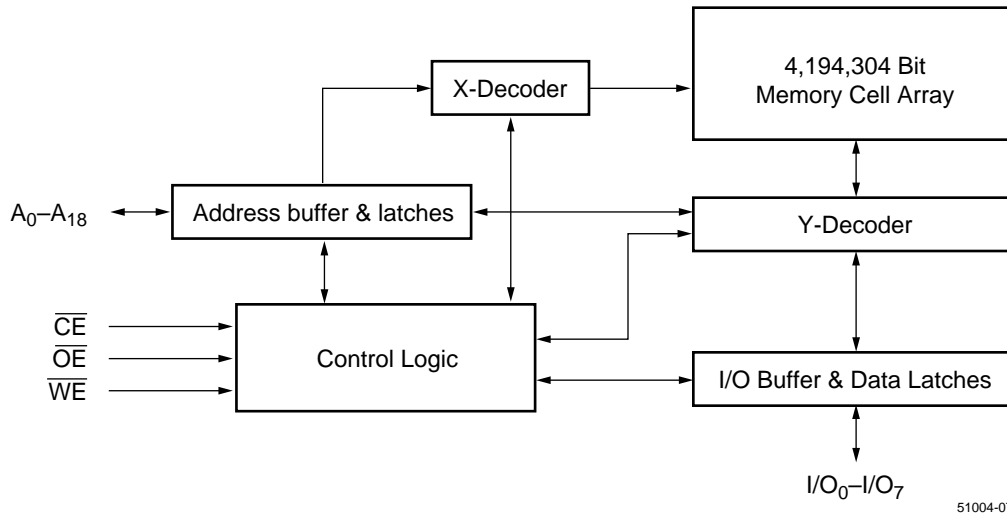 4,194,304 Bit
Memory Cell Array
X-Decoder
A0–A18
Address buffer & latches
Y-Decoder
CE
OE
WE
Control Logic
I/O Buffer & Data Latches
I/O0–I/O7